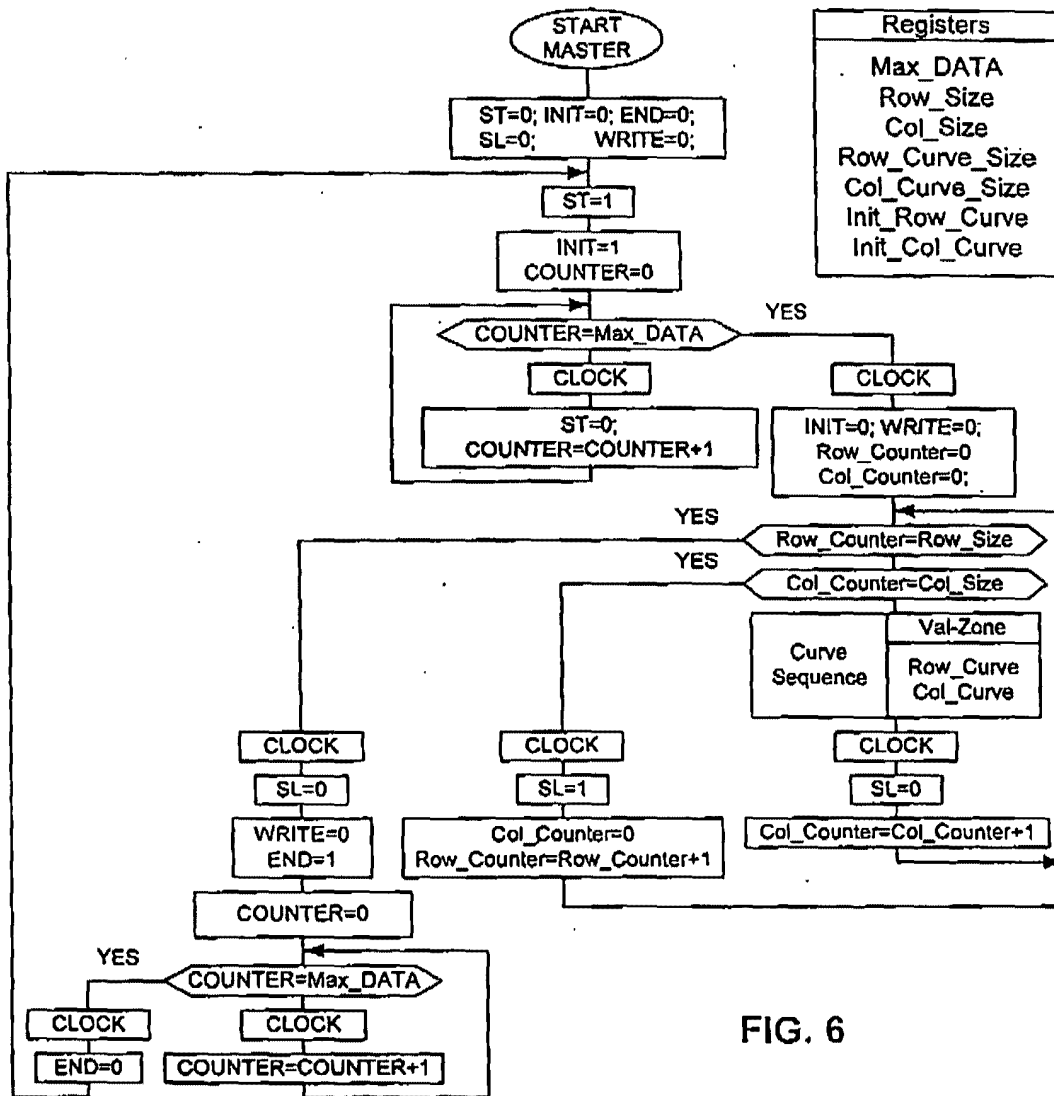 START
MASTER
ST=0; INIT=0; END=0;
SL=0; WRITE=0;
ST=1
INIT=1
COUNTER=0
COUNTER=Max_DATA
YES
CLOCK
ST=0;
COUNTER=COUNTER+1
CLOCK
INIT=0; WRITE=0;
Row_Counter=0
Col_Counter=0;
YES
Row_Counter=Row_Size
YES
Col_Counter=Col_Size
Curve
Sequence
Val-Zone
Row_Curve
Col_Curve
CLOCK
SL=0
WRITE=0
END=1
COUNTER=0
CLOCK
SL=1
Col_Counter=0
Row_Counter=Row_Counter+1
CLOCK
SL=0
Col_Counter=Col_Counter+1
YES
COUNTER=Max_DATA
CLOCK
END=0
CLOCK
COUNTER=COUNTER+1
Registers
Max_DATA
Row_Size
Col_Size
Row_Curve_Size
Col_Curve_Size
Init_Row_Curve
Init_Col_Curve
FIG. 6